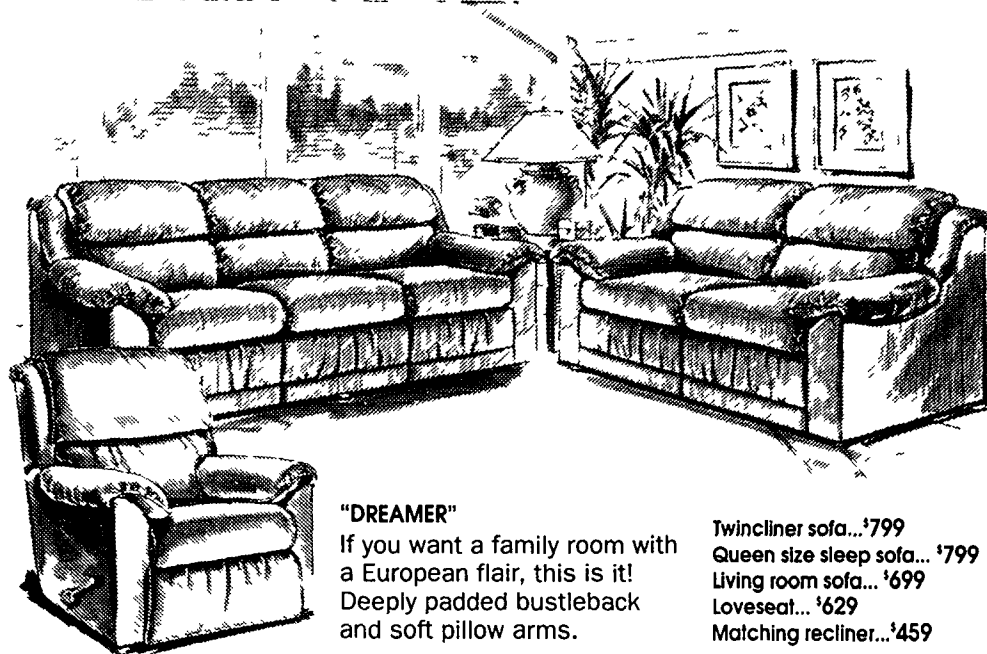 "DREAMER"
If you want a family room with
a European flair, this is it!
Deeply padded bustleback
and soft pillow arms.
Twincliner sofa...$799
Queen size sleep sofa... $799
Living room sofa... $699
Loveseat... $629
Matching recliner...$459